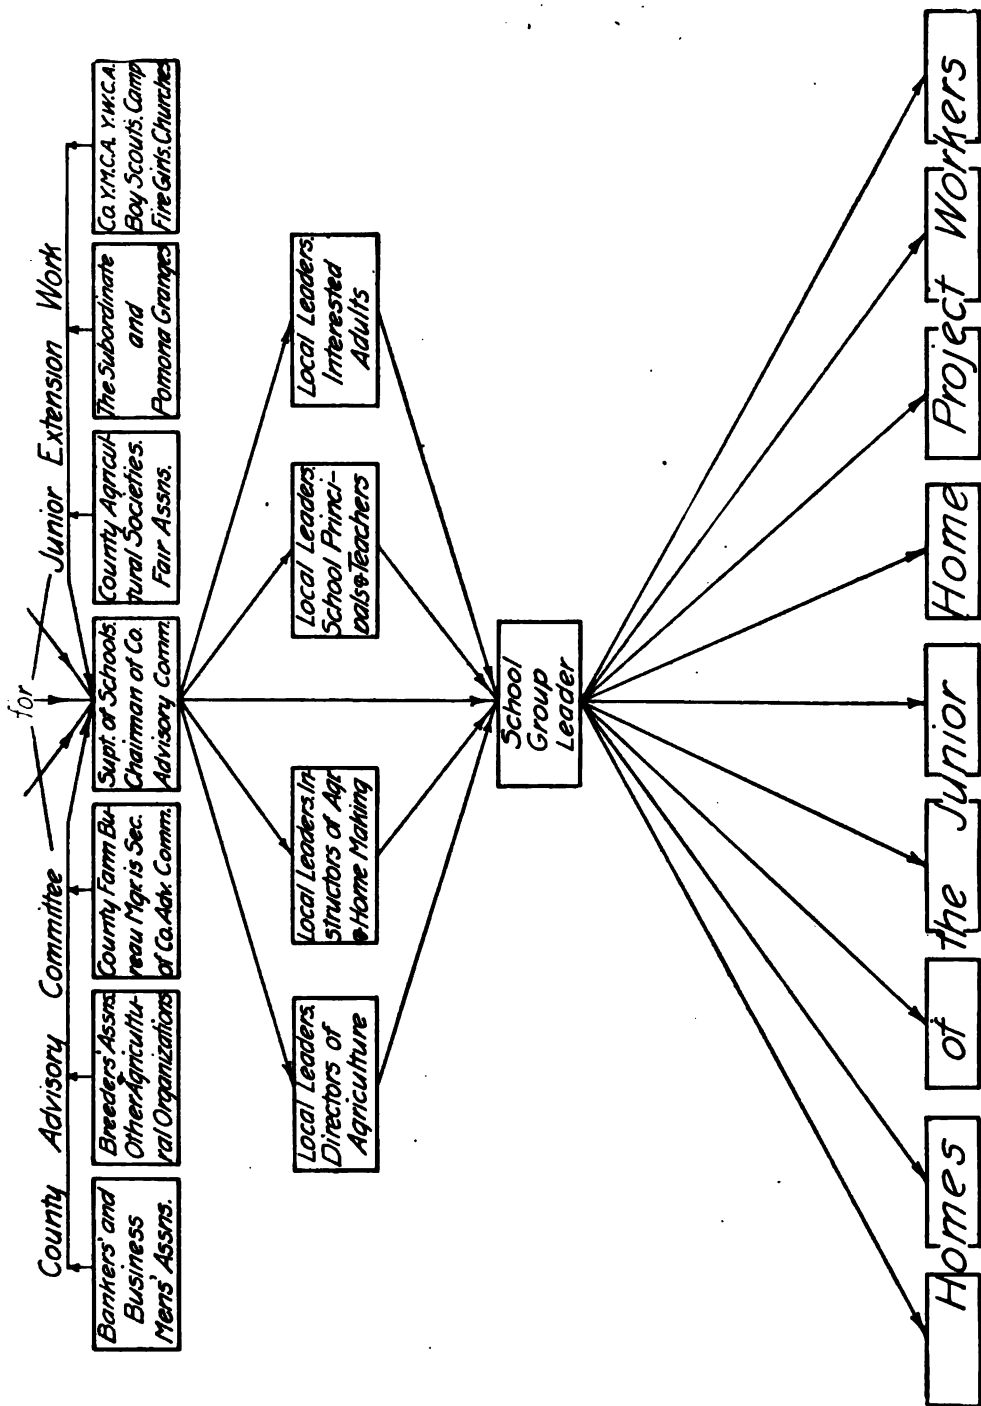 County Advisory Committee for Junior Extension Work
Bankers' and
Business
Mens' Assns.
Breeders' Assns.
&
Other Agricultu-
ral Organizations
County Farm Bu-
reau Mgr. is Sec.
of Co. Adv. Comm.
Supt. of Schools.
Chairman of Co.
Advisory Comm.
County Agricul-
tural Societies.
Fair Assns.
The Subordinate
and
Pomona Granges
Co. Y.M.C.A. Y.W.C.A.
Boy Scouts. Camp
Fire Girls. Churches
Local Leaders.
Directors of
Agriculture
Local Leaders. In-
structors of Agr.
& Home Making
Local Leaders.
School Princi-
pals & Teachers
Local Leaders.
Interested
Adults
School
Group
Leader
Homes of the Junior Home Project Workers